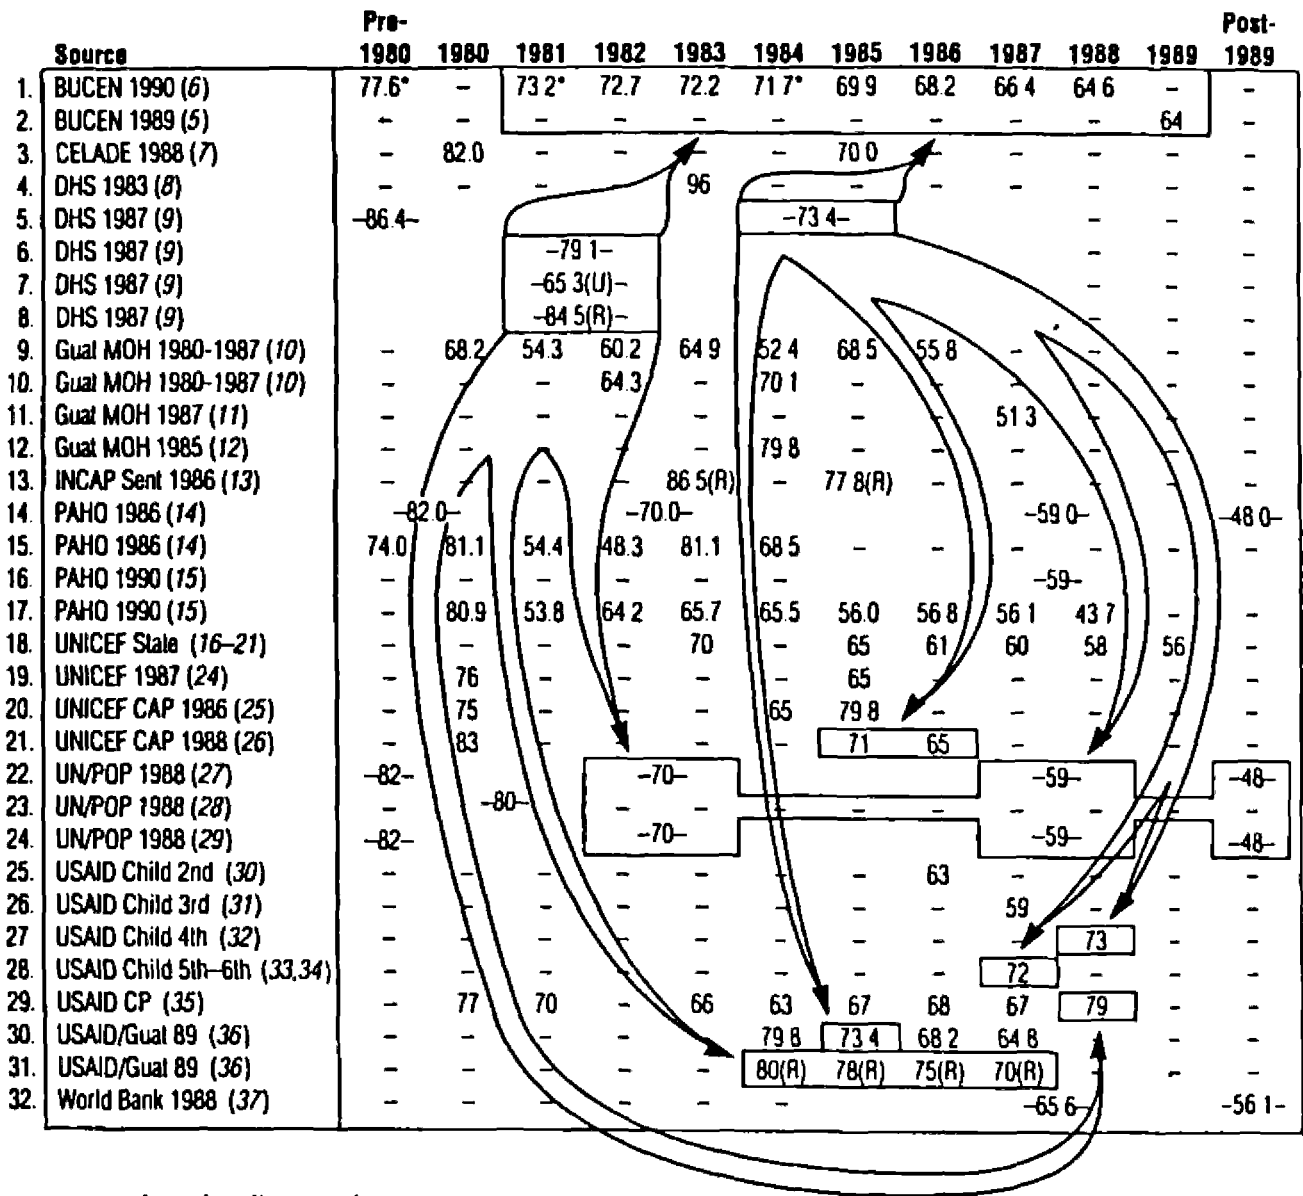 Pre- Post-
Source 1980 1980 1981 1982 1983 1984 1985 1986 1987 1988 1989 1989
1. BUCEN 1990 (6) 77.6* – 73 2* 72.7 72.2 71 7* 69 9 68.2 66 4 64 6 – –
2. BUCEN 1989 (5) – – – – – – – – – – 64 –
3. CELADE 1988 (7) – 82.0 – – – – 70 0 – – – – –
4. DHS 1983 (8) – – – – 96 – – – – – – –
5. DHS 1987 (9) –86.4– –73 4– – – –
6. DHS 1987 (9) –79 1– – –
7. DHS 1987 (9) –65 3(U)– – –
8. DHS 1987 (9) –84 5(R)– – –
9. Gual MOH 1980-1987 (10) – 68.2 54.3 60.2 64 9 52 4 68 5 55 8 – – – –
10. Gual MOH 1980-1987 (10) – – – 64.3 – 70 1 – – – – – –
11. Gual MOH 1987 (11) – – – – – – – – 51 3 – – –
12. Gual MOH 1985 (12) – – – – – 79 8 – – – – – –
13. INCAP Sent 1986 (13) – – – – 86 5(R) – 77 8(R) – – – – –
14. PAHO 1986 (14) –82.0– –70.0– –59 0– –48 0–
15. PAHO 1986 (14) 74.0 81.1 54.4 48.3 81.1 68 5 – – – – – –
16. PAHO 1990 (15) – – – – – – –59– – –
17. PAHO 1990 (15) – 80.9 53.8 64 2 65.7 65.5 56.0 56 8 56 1 43 7 – –
18. UNICEF State (16–21) – – – – 70 – 65 61 60 58 56 –
19. UNICEF 1987 (24) – 76 – – – – 65 – – – – –
20. UNICEF CAP 1986 (25) – 75 – – – 65 79 8 – – – – –
21. UNICEF CAP 1988 (26) – 83 – – – – 71 65 – – – –
22. UN/POP 1988 (27) –82– –70– –59– –48–
23. UN/POP 1988 (28) –80– – – – – – – – – –
24. UN/POP 1988 (29) –82– –70– –59– –48–
25. USAID Child 2nd (30) – – – – – – – 63 – – – –
26. USAID Child 3rd (31) – – – – – – – – 59 – – –
27 USAID Child 4th (32) – – – – – – – – – 73 – –
28. USAID Child 5th–6th (33,34) – – – – – – – – 72 – – –
29. USAID CP (35) – 77 70 – 66 63 67 68 67 79 – –
30. USAID/Gual 89 (36) – – – – – 79 8 73 4 68 2 64 8 – – –
31. USAID/Gual 89 (36) – – – – – 80(R) 78(R) 75(R) 70(R) – – –
32. World Bank 1988 (37) – – – – – – –65 6– – –56 1–